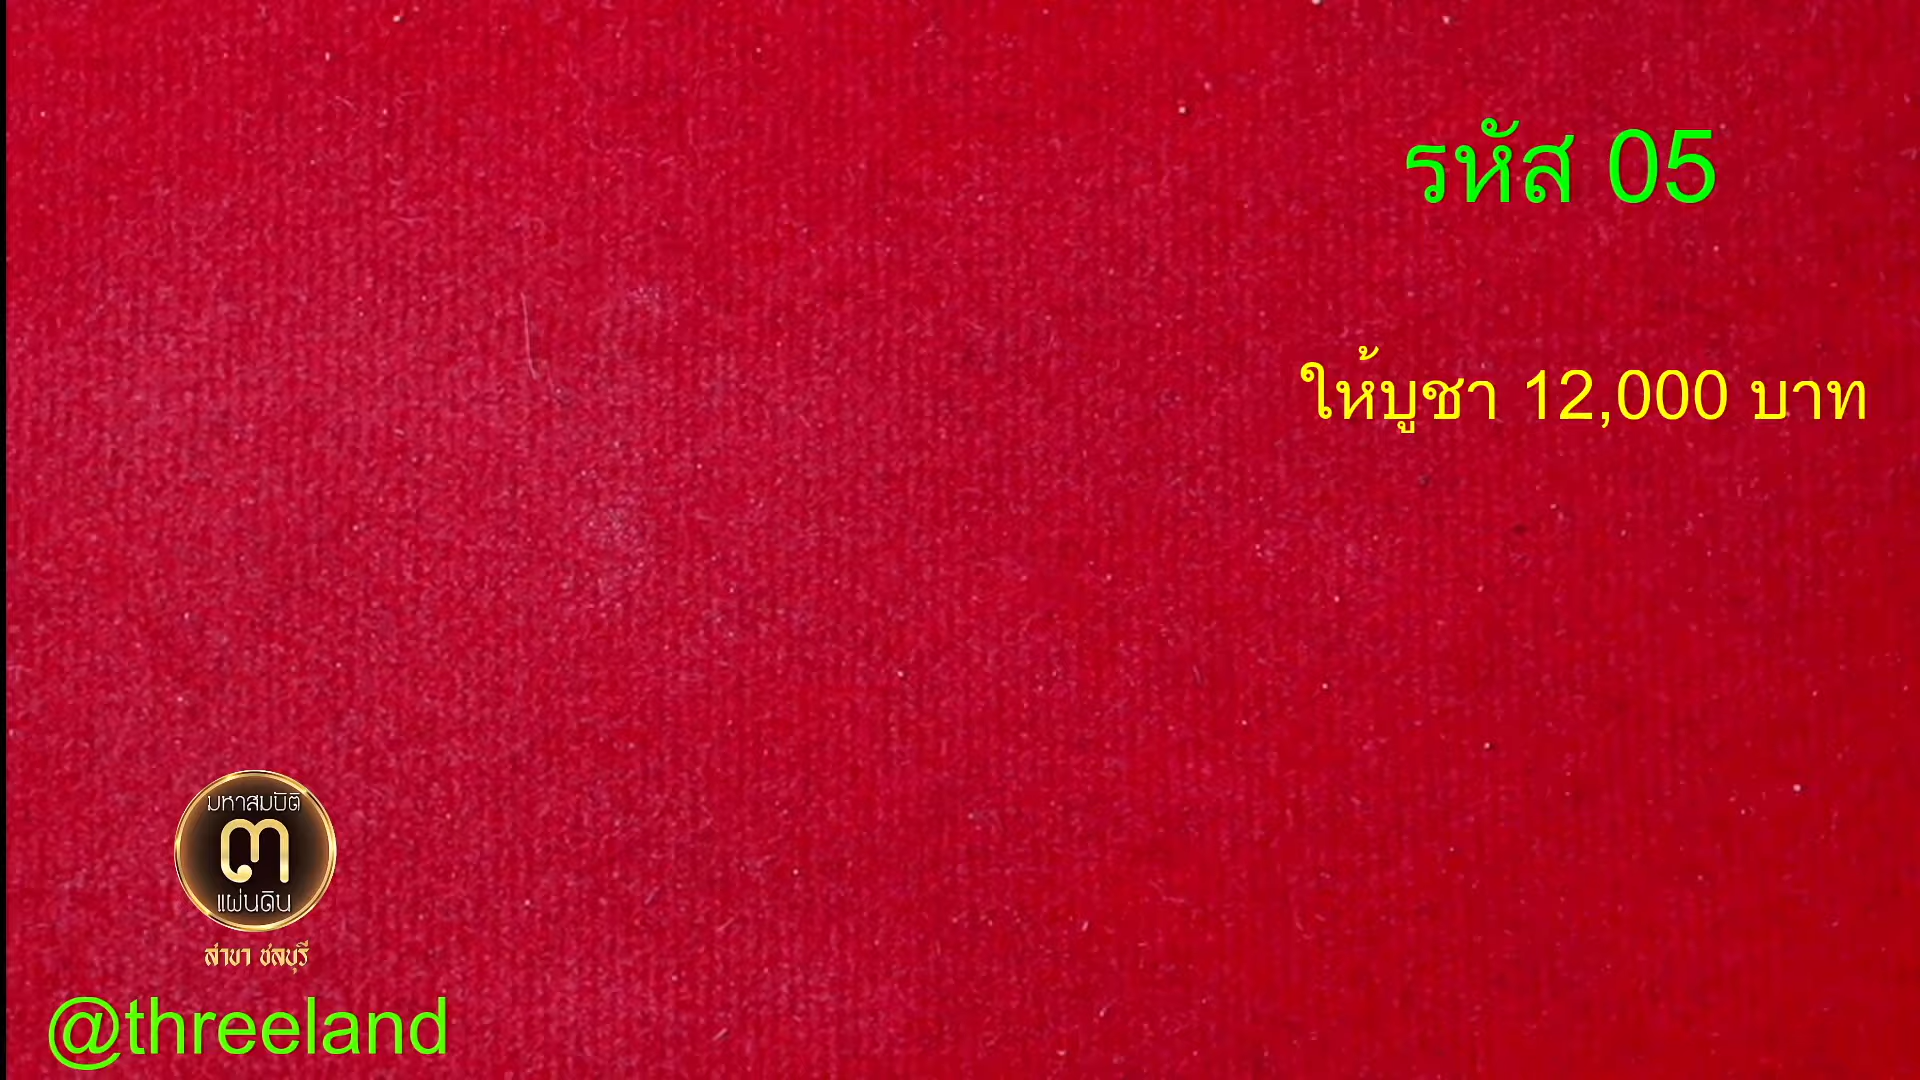 รหัส 05
ให้บูชา 12,000 บาท
มหาสมบัติ
๓
แผ่นดิน
สาขา ชลบุรี
@threeland